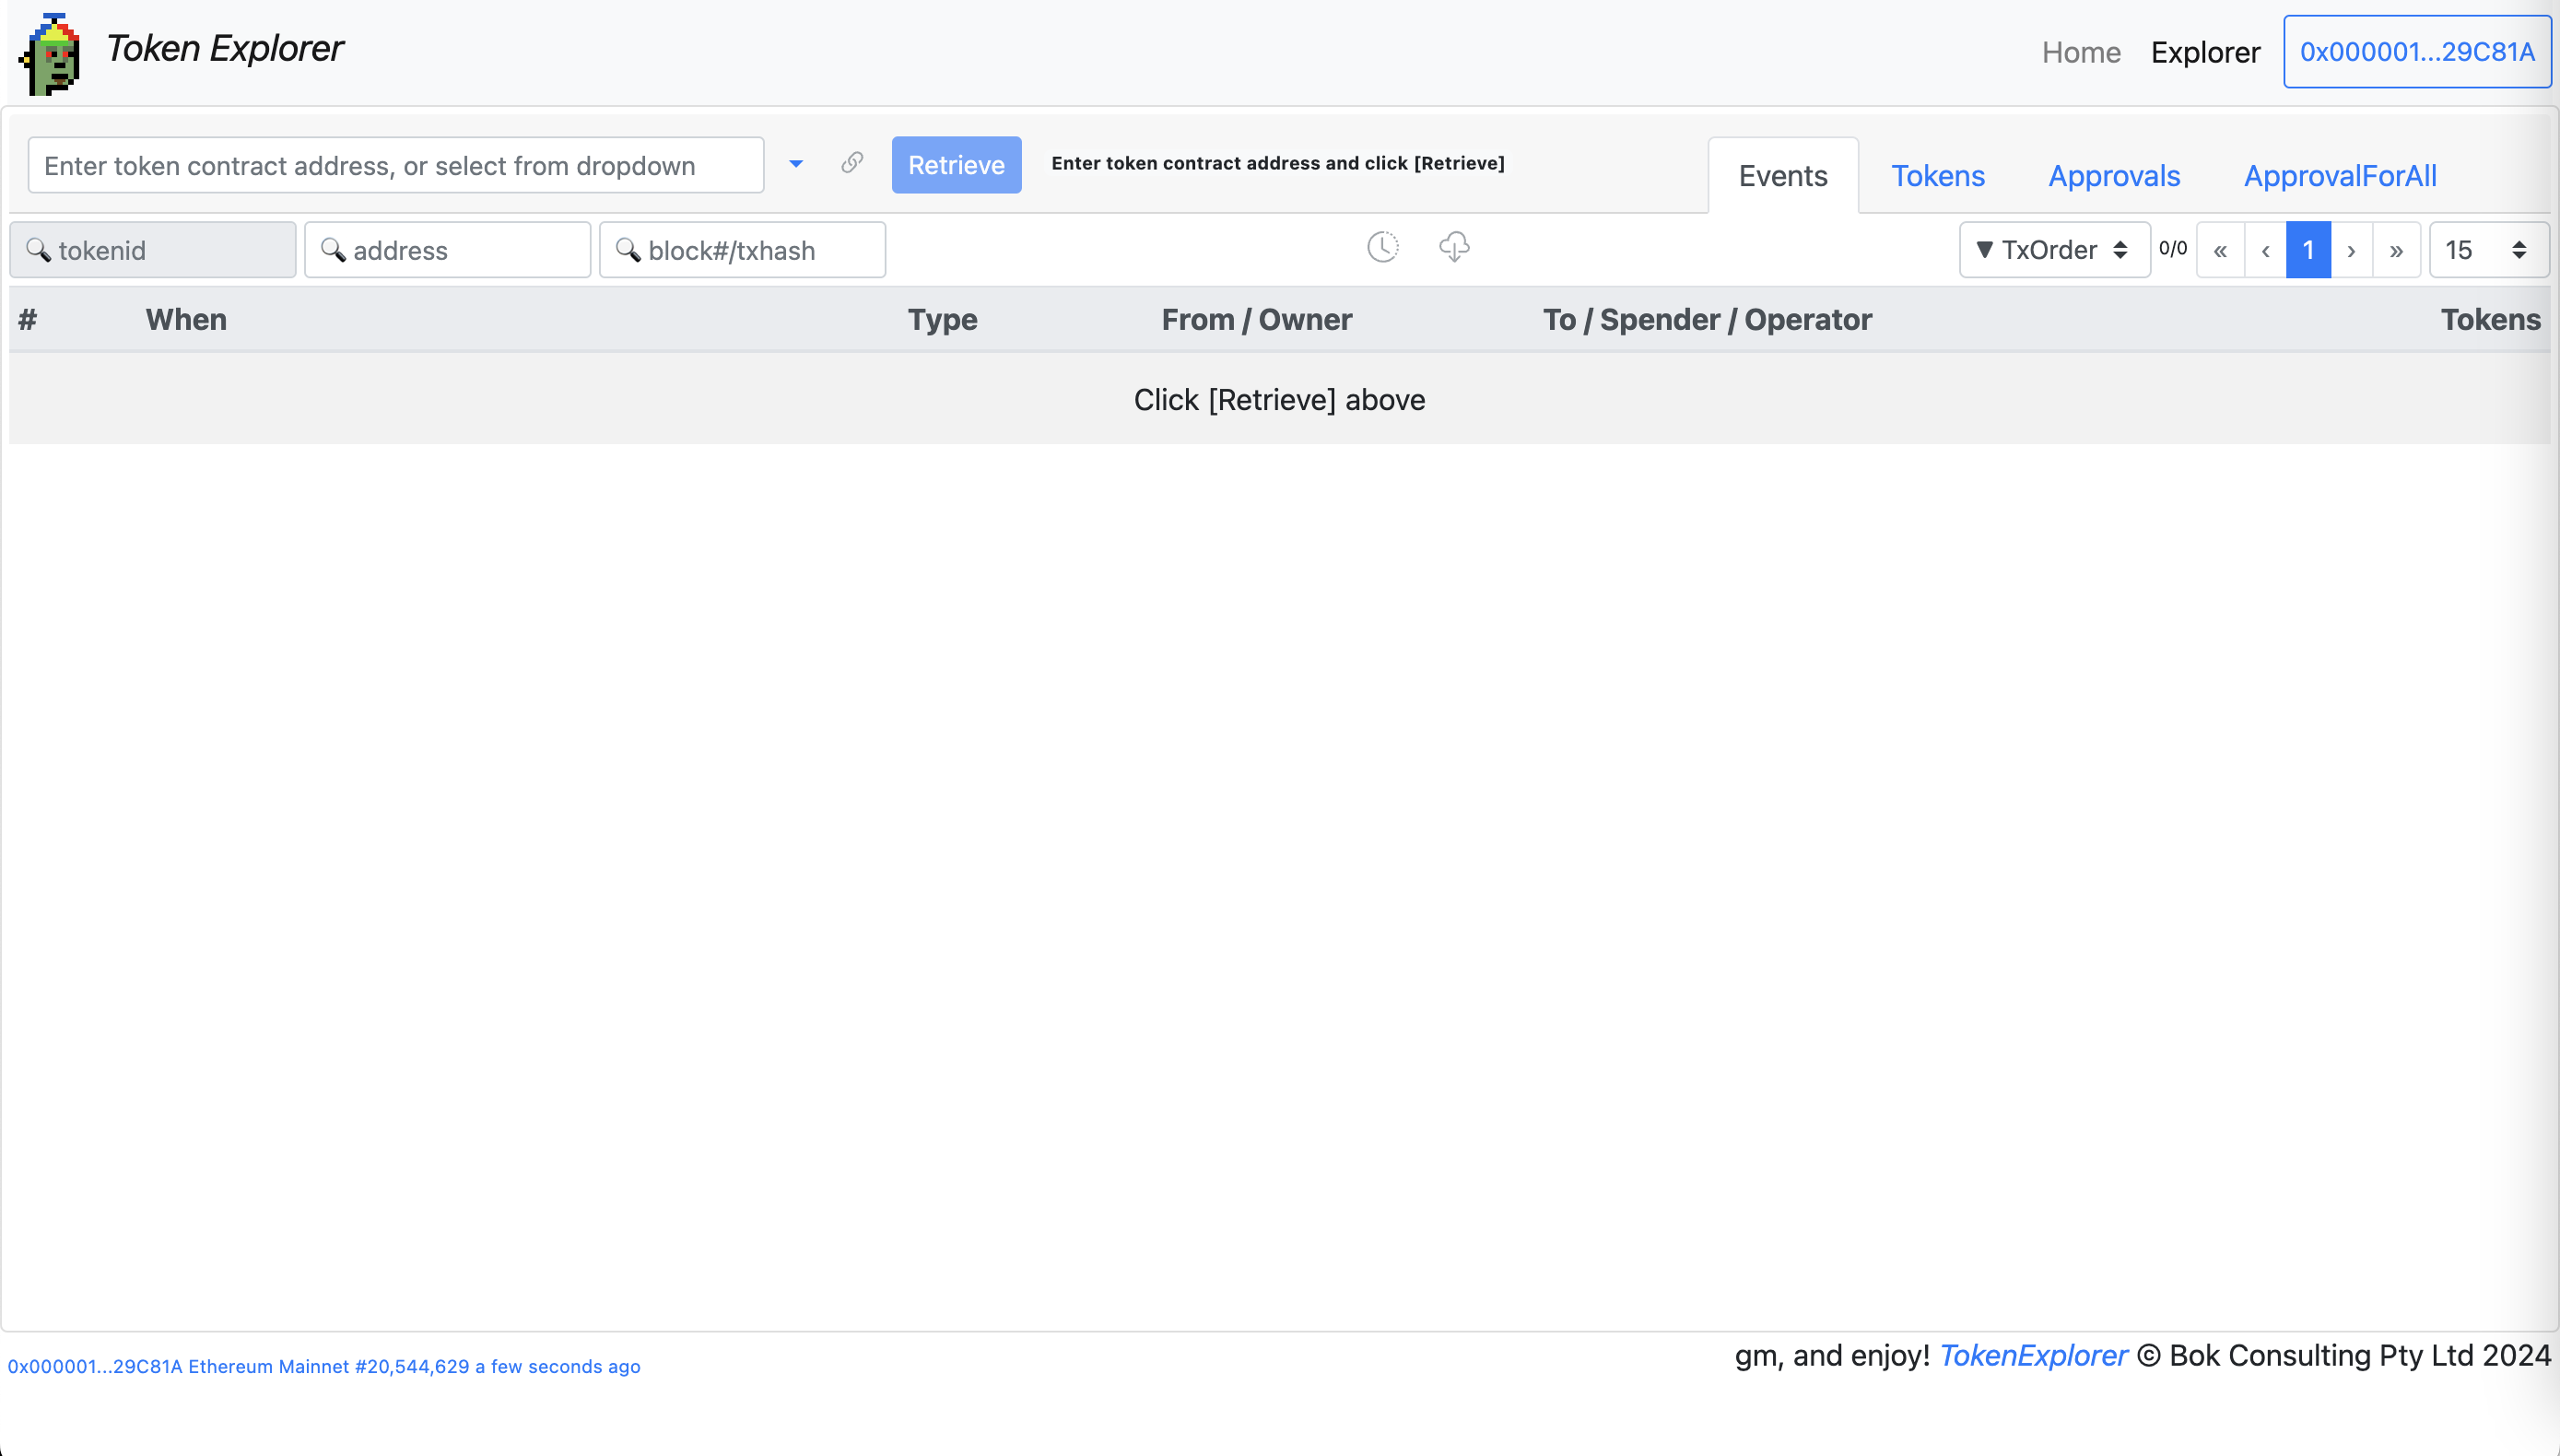 Token Explorer
Home Explorer 0x000001...29C81A
Enter token contract address, or select from dropdown Retrieve Enter token contract address and click [Retrieve] Events Tokens Approvals ApprovalForAll
🔍 tokenid 🔍 address 🔍 block#/txhash ▼ TxOrder 0/0 « ‹ 1 › » 15
# When Type From / Owner To / Spender / Operator Tokens
Click [Retrieve] above
0x000001...29C81A Ethereum Mainnet #20,544,629 a few seconds ago
gm, and enjoy! TokenExplorer © Bok Consulting Pty Ltd 2024